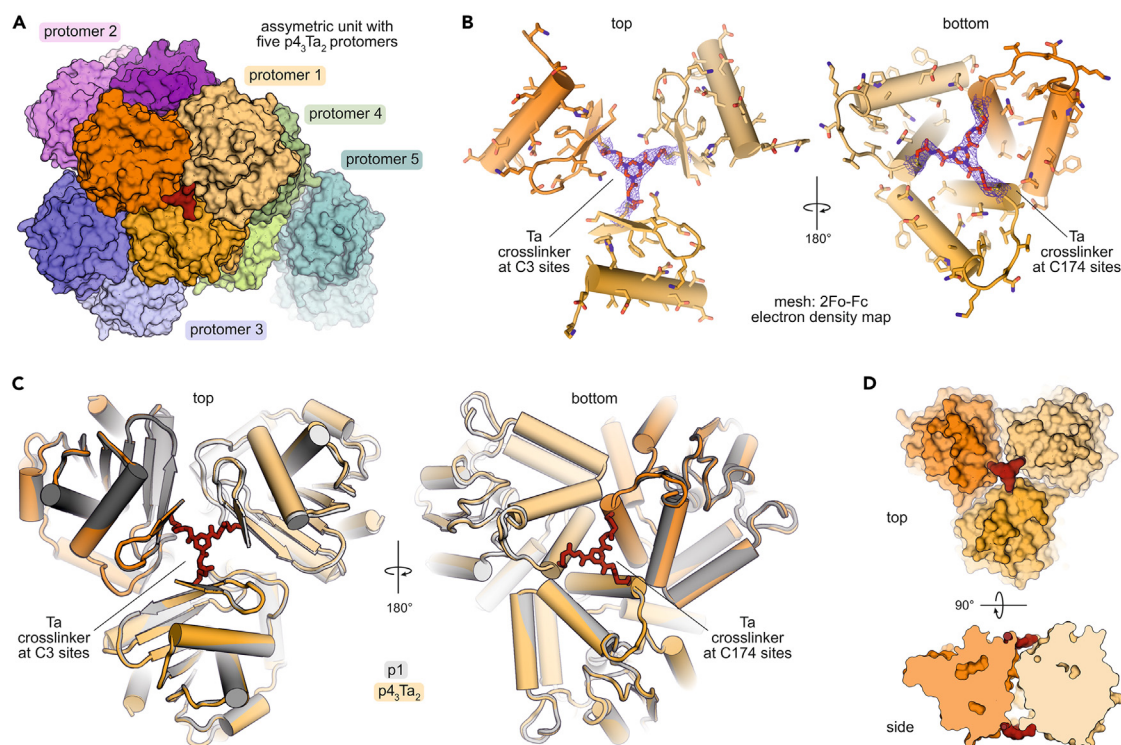 A
protomer 2
assymetric unit with
five p4₃Ta₂ protomers
protomer 1
protomer 4
protomer 5
protomer 3
B
top
bottom
Ta
crosslinker
at C3 sites
180°
Ta
crosslinker
at C174 sites
mesh: 2Fo-Fc
electron density map
C
top
bottom
Ta
crosslinker
at C3 sites
180°
p1
p4₃Ta₂
Ta
crosslinker
at C174 sites
D
top
90°
side